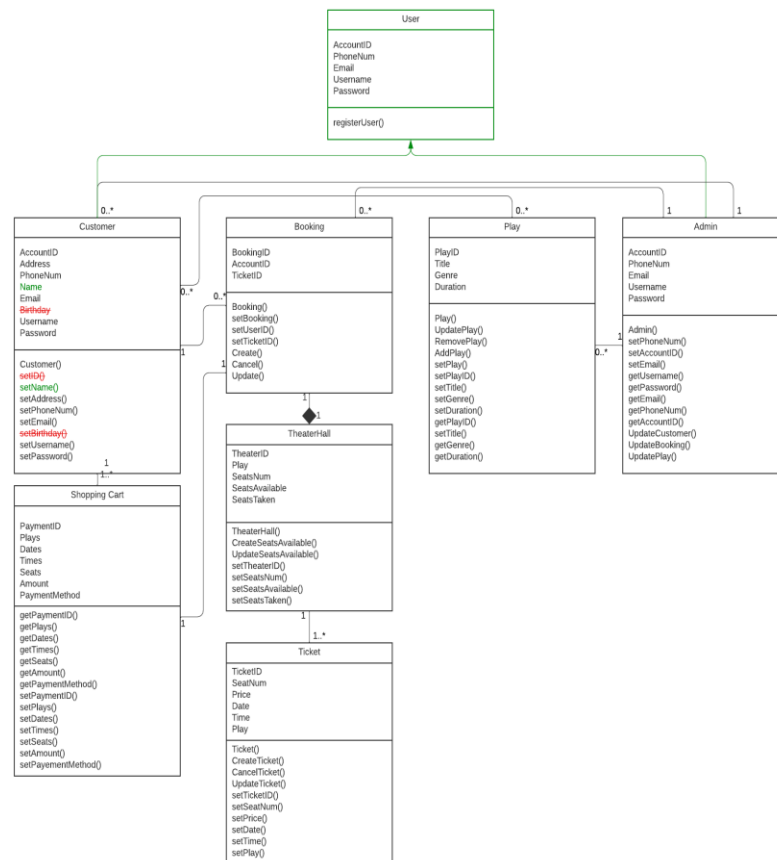 User
AccountID
PhoneNum
Email
Username
Password
registerUser()
0..*
0..*
0..*
1
1
Customer
AccountID
Address
PhoneNum
Name
Email
Birthday
Username
Password
Customer()
setID()
setName()
setAddress()
setPhoneNum()
setEmail()
setBirthday()
setUsername()
setPassword()
0..*
0..*
1
1
1
1..*
Booking
BookingID
AccountID
TicketID
Booking()
setBooking()
setUserID()
setTicketID()
Create()
Cancel()
Update()
1
1
Play
PlayID
Title
Genre
Duration
Play()
UpdatePlay()
RemovePlay()
AddPlay()
setPlay()
setPlayID()
setTitle()
setGenre()
setDuration()
getPlayID()
setTitle()
getGenre()
getDuration()
1
0..*
Admin
AccountID
PhoneNum
Email
Username
Password
Admin()
setPhoneNum()
setAccountID()
setEmail()
getUsername()
getPassword()
getEmail()
getPhoneNum()
getAccountID()
UpdateCustomer()
UpdateBooking()
UpdatePlay()
TheaterHall
TheaterID
Play
SeatsNum
SeatsAvailable
SeatsTaken
TheaterHall()
CreateSeatsAvailable()
UpdateSeatsAvailable()
setTheaterID()
setSeatsNum()
setSeatsAvailable()
setSeatsTaken()
1
1..*
Shopping Cart
PaymentID
Plays
Dates
Times
Seats
Amount
PaymentMethod
getPaymentID()
getPlays()
getDates()
getTimes()
getSeats()
getAmount()
getPaymentMethod()
setPaymentID()
setPlays()
setDates()
setTimes()
setSeats()
setAmount()
setPayementMethod()
1
Ticket
TicketID
SeatNum
Price
Date
Time
Play
Ticket()
CreateTicket()
CancelTicket()
UpdateTicket()
setTicketID()
setSeatNum()
setPrice()
setDate()
setTime()
setPlay()